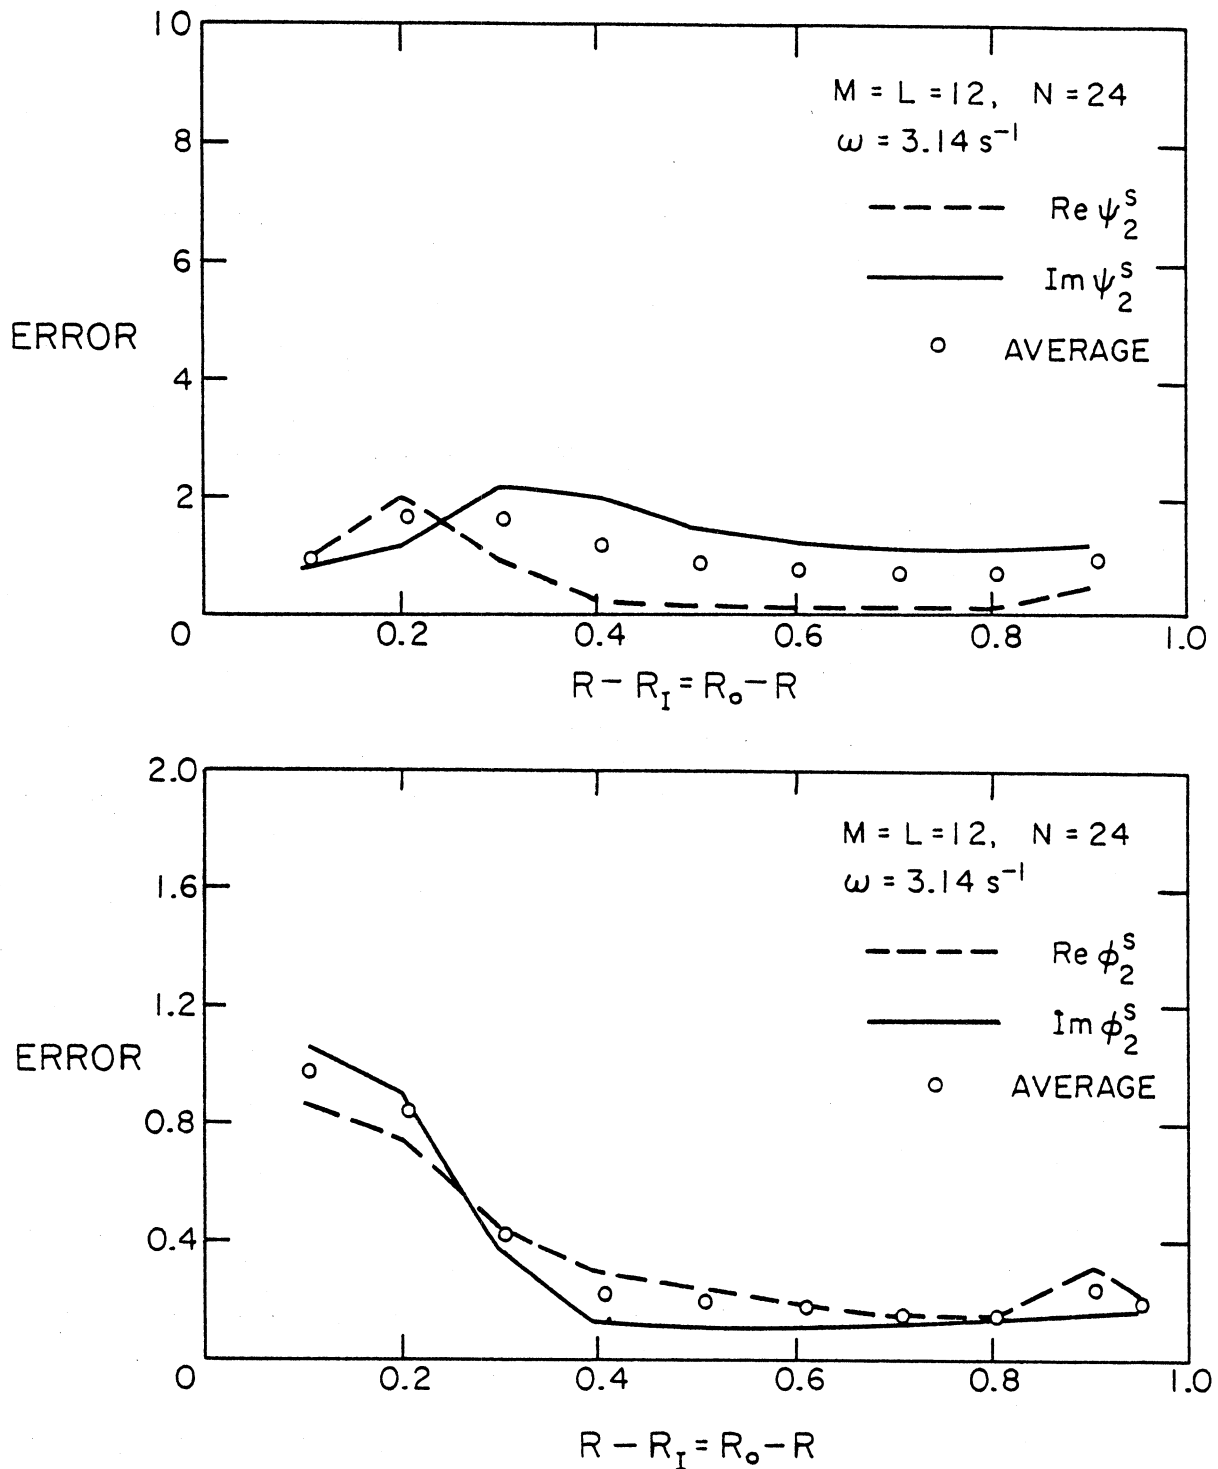 10
M = L = 12, N = 24
ω = 3.14 s⁻¹
8
Re ψ₂ˢ
6
Im ψ₂ˢ
ERROR
AVERAGE
4
2
0
0.2 0.4 0.6 0.8 1.0
R − R_I = R₀ − R
2.0
M = L = 12, N = 24
ω = 3.14 s⁻¹
1.6
Re ϕ₂ˢ
1.2
Im ϕ₂ˢ
ERROR
AVERAGE
0.8
0.4
0
0.2 0.4 0.6 0.8 1.0
R − R_I = R₀ − R